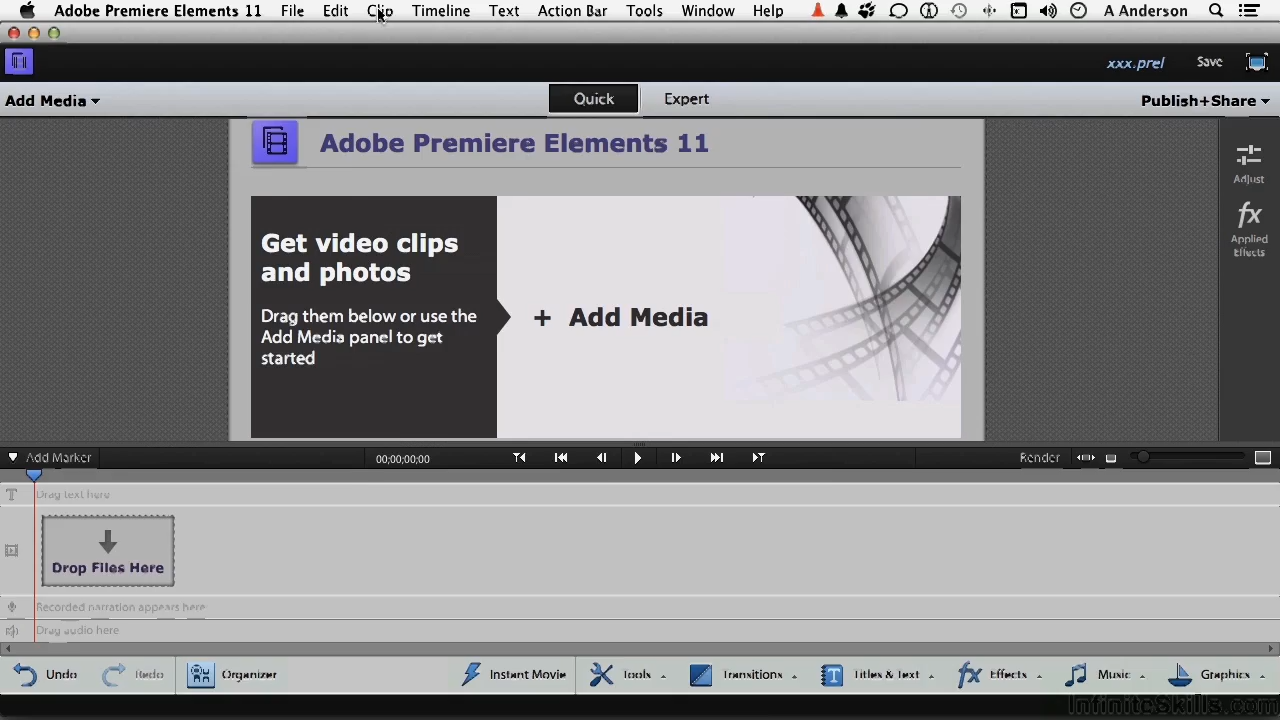 Adobe Premiere Elements 11 File Edit Clip Timeline Text Action Bar Tools Window Help A Anderson
xxx.prel Save
Add Media Quick Expert Publish+Share
Adobe Premiere Elements 11
Get video clips
and photos
Drag them below or use the
Add Media panel to get
started
+ Add Media
Adjust
fx
Applied
Effects
Add Marker 00;00;00;00 Render
T Drag text here
Drop Files Here
Recorded narration appears here
Drag audio here
Undo Redo Organizer Instant Movie Tools Transitions T Titles & Text fx Effects Music Graphics
InfiniteSkills.com